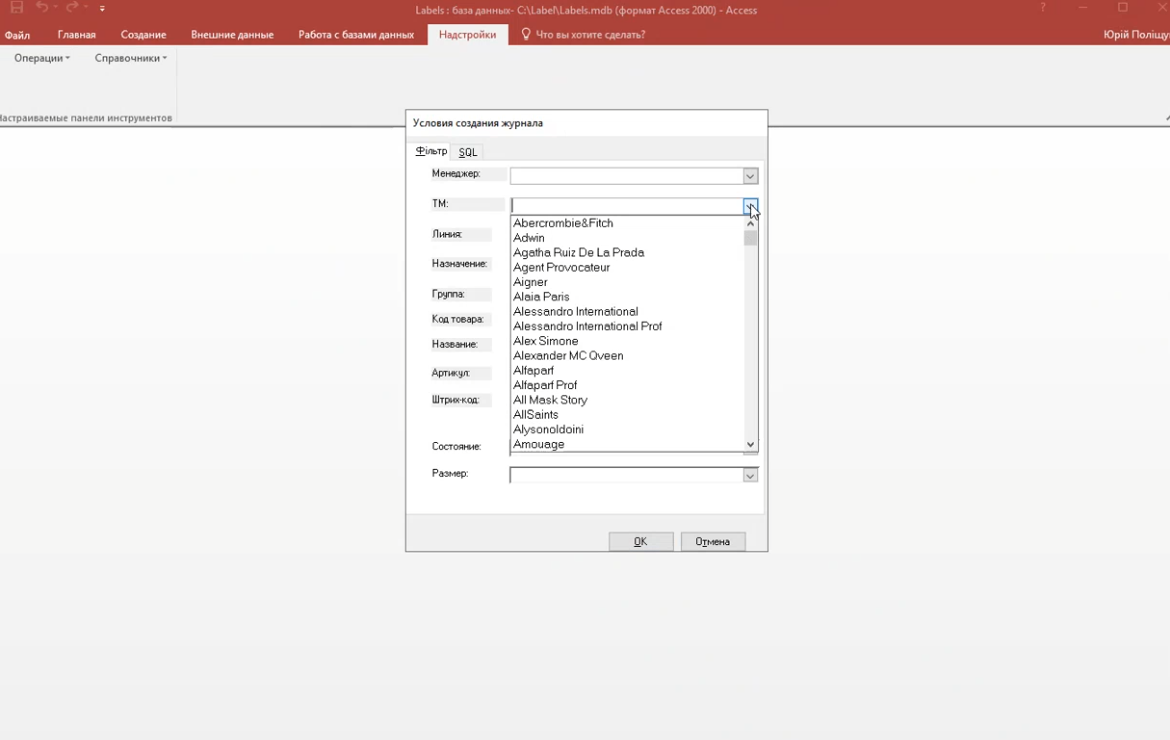 Labels : база данных- C:\Label\Labels.mdb (формат Access 2000) - Access
?
Файл Главная Создание Внешние данные Работа с базами данных Надстройки Что вы хотите сделать? Юрій Поліщу
Операции Справочники
Настраиваемые панели инструментов
Условия создания журнала
Фільтр SQL
Менеджер:
ТМ:
Abercrombie&Fitch
Adwin
Линия:
Agatha Ruiz De La Prada
Назначение:
Agent Provocateur
Aigner
Группа:
Alaia Paris
Alessandro International
Код товара:
Alessandro International Prof
Название:
Alex Simone
Alexander MC Qveen
Артикул:
Alfaparf
Alfaparf Prof
Штрих-код:
All Mask Story
AllSaints
Alysonoldoini
Состояние:
Amouage
Размер:
OK Отмена